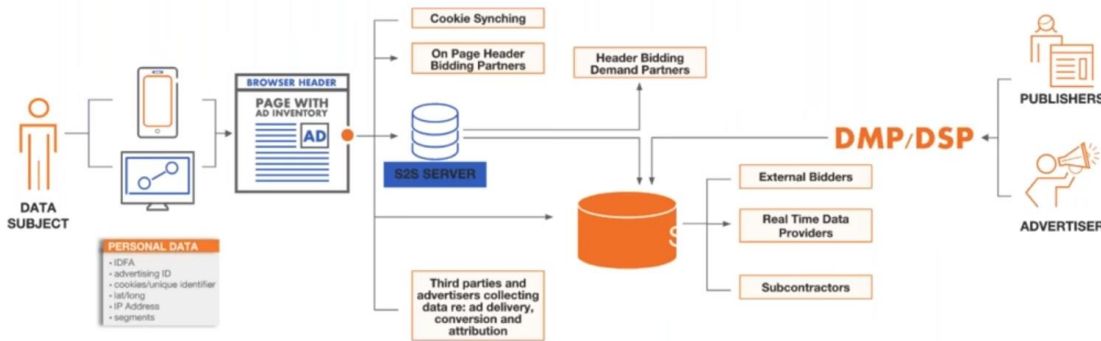 DATA
SUBJECT
PERSONAL DATA
- IDFA
- advertising ID
- cookies/unique identifier
- lat/long
- IP Address
- segments
BROWSER HEADER
PAGE WITH
AD INVENTORY
AD
Cookie Synching
On Page Header
Bidding Partners
S2S SERVER
Third parties and
advertisers collecting
data re: ad delivery,
conversion and
attribution
Header Bidding
Demand Partners
S
External Bidders
Real Time Data
Providers
Subcontractors
DMP/DSP
PUBLISHERS
ADVERTISER